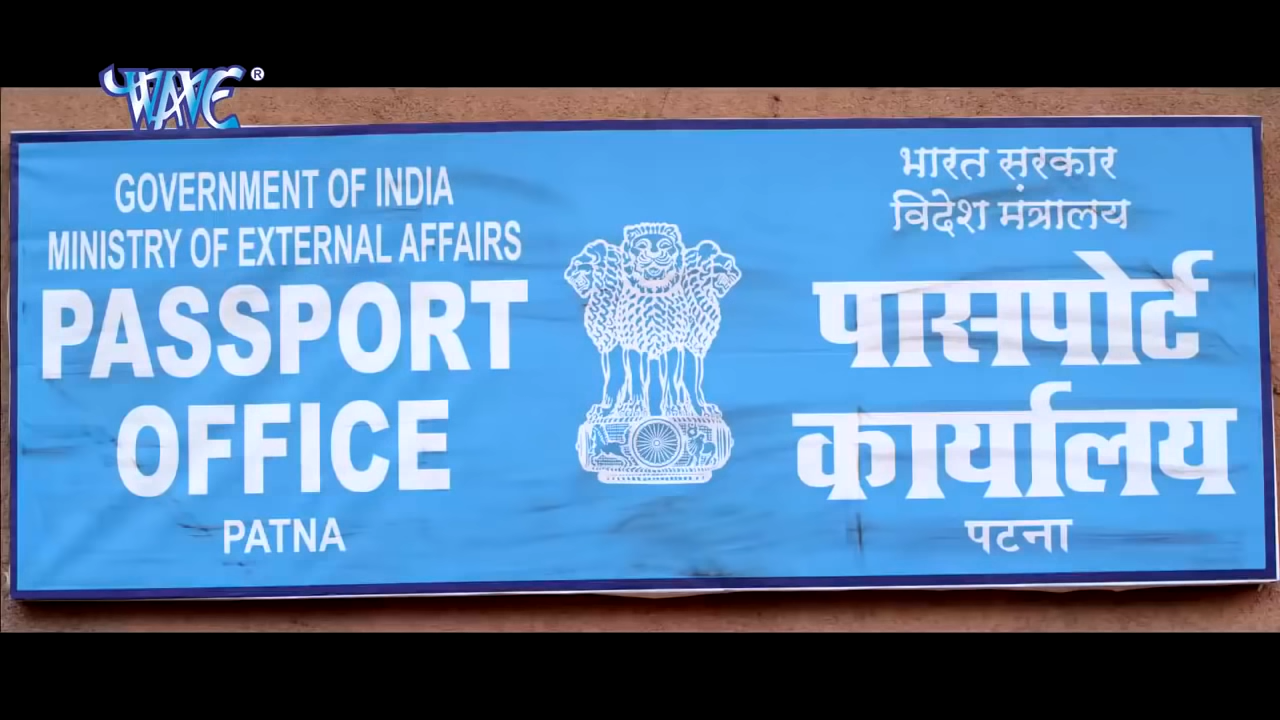 WAVE ®
GOVERNMENT OF INDIA
MINISTRY OF EXTERNAL AFFAIRS
PASSPORT
OFFICE
PATNA
भारत सरकार
विदेश मंत्रालय
पासपोर्ट
कार्यालय
पटना